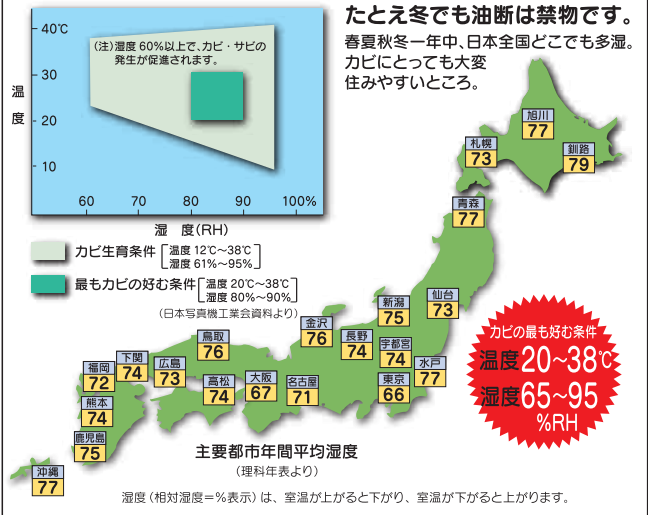 たとえ冬でも油断は禁物です。
春夏秋冬一年中、日本全国どこでも多湿。
カビにとっても大変
住みやすいところ。
40℃
30
20
10
温度
(注)湿度60%以上で、カビ・サビの
発生が促進されます。
60 70 80 90 100%
湿 度(RH)
カビ生育条件 [温度12℃〜38℃
湿度61%〜95%]
最もカビの好む条件 [温度20℃〜38℃
湿度80%〜90%]
(日本写真機工業会資料より)
旭川
77
札幌
73
釧路
79
青森
77
仙台
73
新潟
75
金沢
76
長野
74
宇都宮
74
水戸
77
東京
66
鳥取
76
下関
74
広島
73
福岡
72
高松
74
大阪
67
名古屋
71
熊本
74
鹿児島
75
沖縄
77
カビの最も好む条件
温度20〜38℃
湿度65〜95
%RH
主要都市年間平均湿度
(理科年表より)
湿度(相対湿度=%表示)は、室温が上がると下がり、室温が下がると上がります。